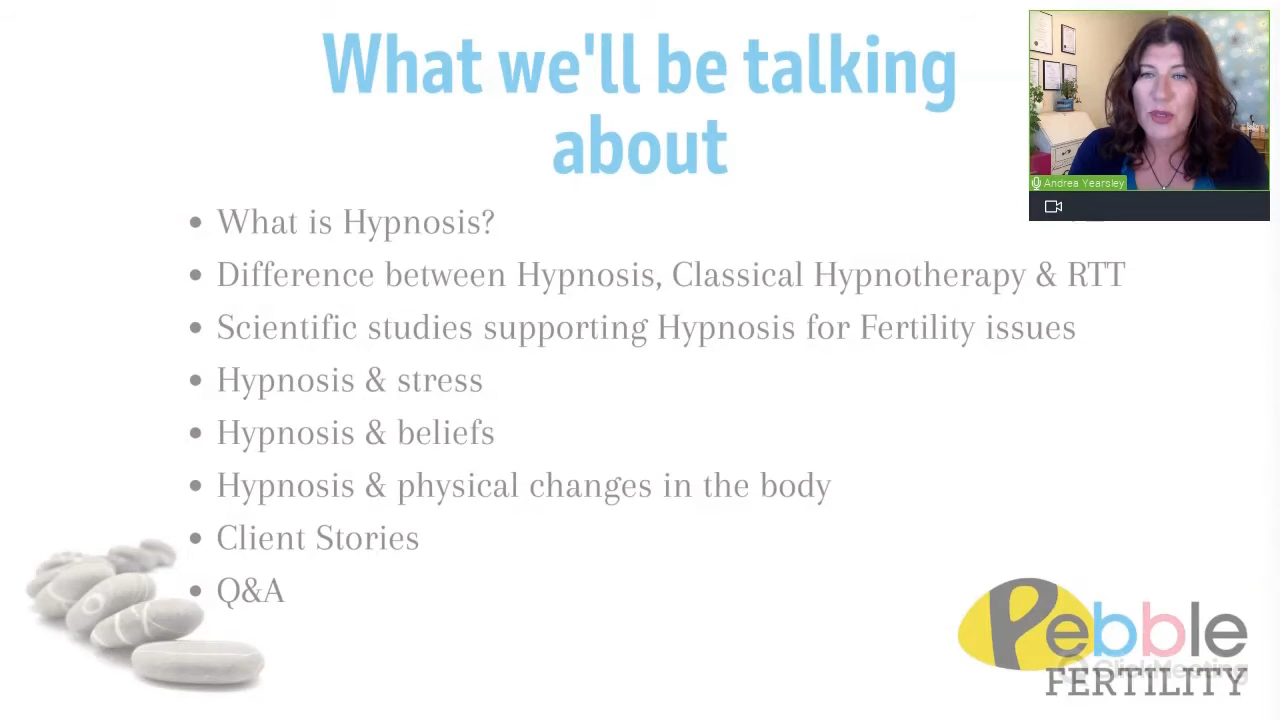 What we'll be talking
about
Andrea Yearsley
What is Hypnosis?
Difference between Hypnosis, Classical Hypnotherapy & RTT
Scientific studies supporting Hypnosis for Fertility issues
Hypnosis & stress
Hypnosis & beliefs
Hypnosis & physical changes in the body
Client Stories
Q&A
Pebble
ClickMeeting
FERTILITY